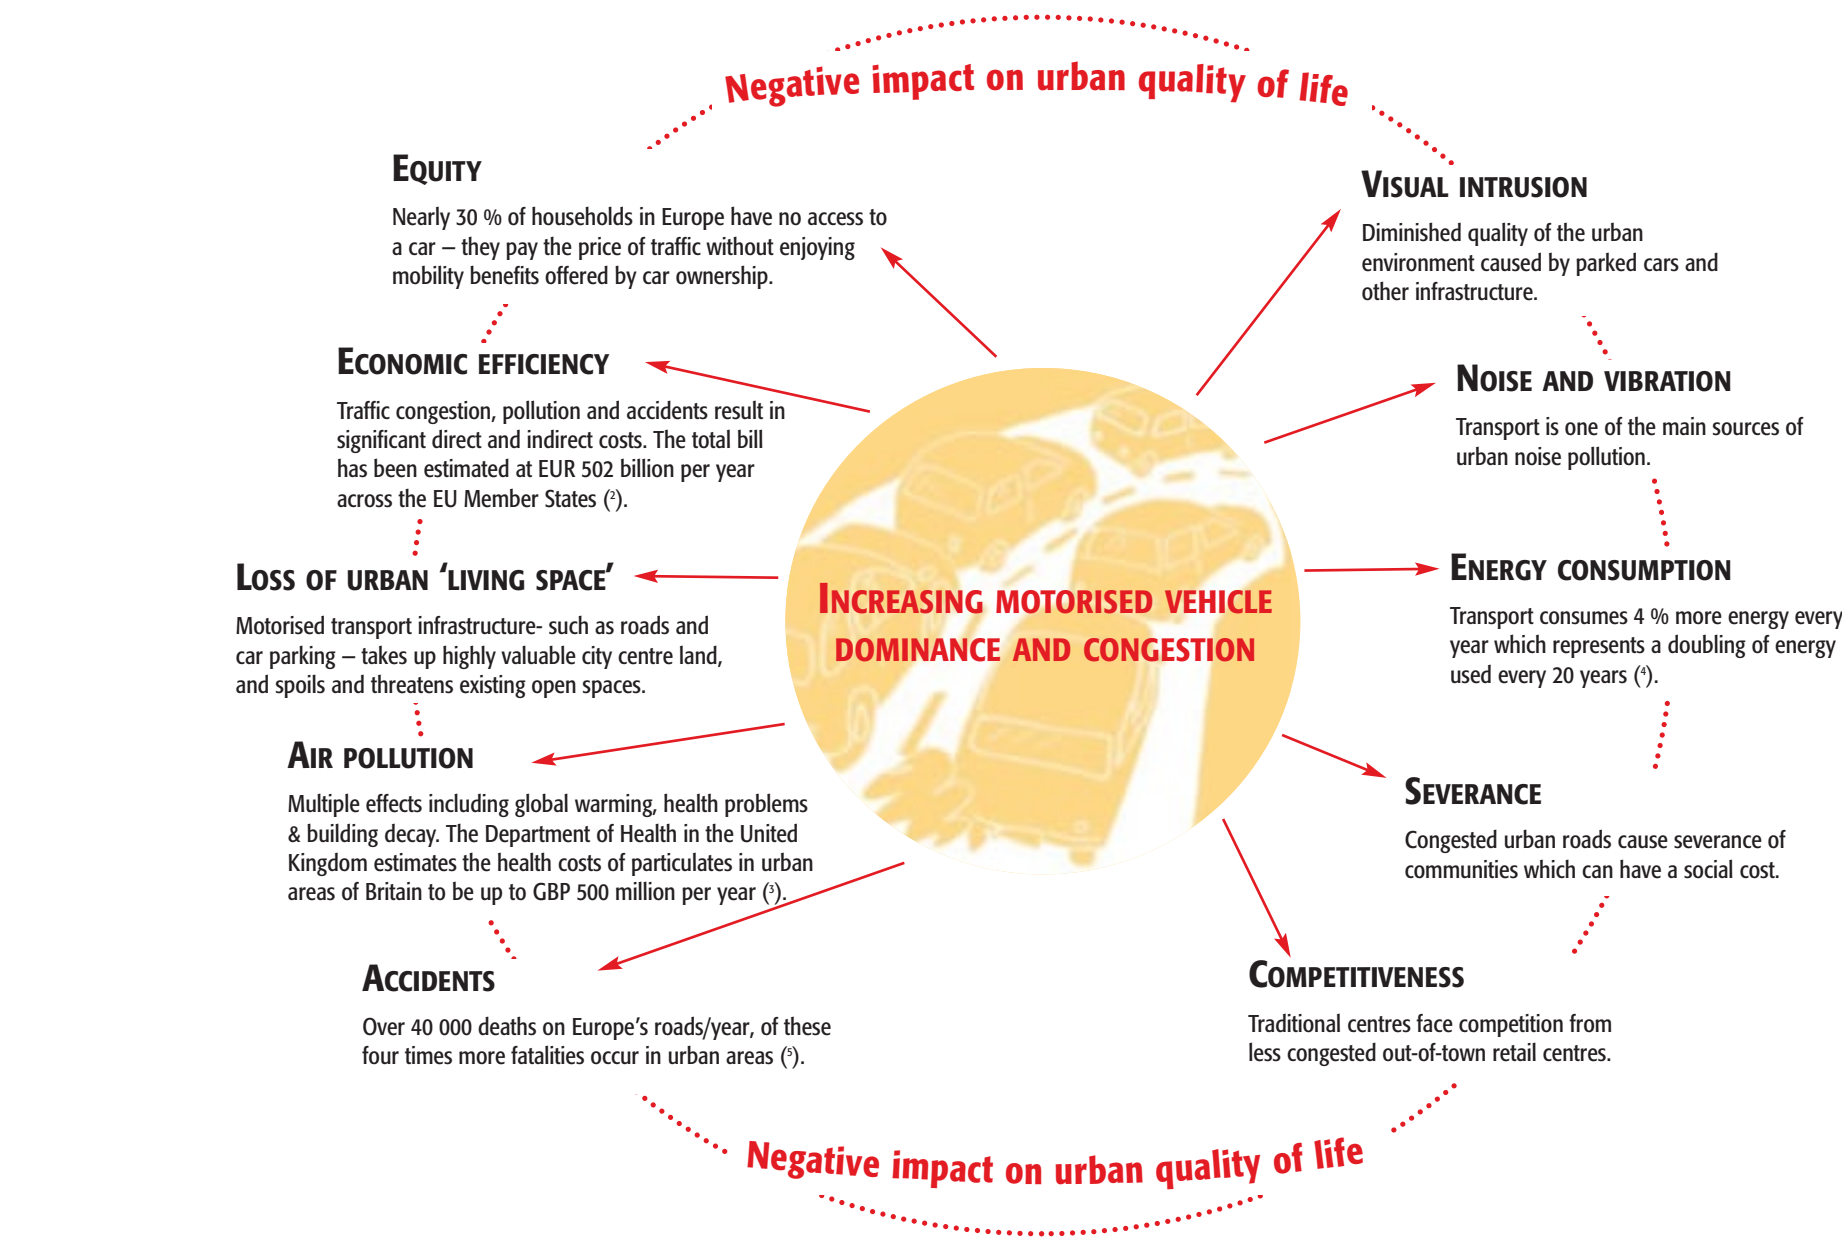 Negative impact on urban quality of life
EQUITY
Nearly 30 % of households in Europe have no access to
a car – they pay the price of traffic without enjoying
mobility benefits offered by car ownership.
ECONOMIC EFFICIENCY
Traffic congestion, pollution and accidents result in
significant direct and indirect costs. The total bill
has been estimated at EUR 502 billion per year
across the EU Member States (²).
LOSS OF URBAN ‘LIVING SPACE’
Motorised transport infrastructure- such as roads and
car parking – takes up highly valuable city centre land,
and spoils and threatens existing open spaces.
AIR POLLUTION
Multiple effects including global warming, health problems
& building decay. The Department of Health in the United
Kingdom estimates the health costs of particulates in urban
areas of Britain to be up to GBP 500 million per year (³).
ACCIDENTS
Over 40 000 deaths on Europe’s roads/year, of these
four times more fatalities occur in urban areas (⁵).
INCREASING MOTORISED VEHICLE
DOMINANCE AND CONGESTION
VISUAL INTRUSION
Diminished quality of the urban
environment caused by parked cars and
other infrastructure.
NOISE AND VIBRATION
Transport is one of the main sources of
urban noise pollution.
ENERGY CONSUMPTION
Transport consumes 4 % more energy every
year which represents a doubling of energy
used every 20 years (⁴).
SEVERANCE
Congested urban roads cause severance of
communities which can have a social cost.
COMPETITIVENESS
Traditional centres face competition from
less congested out-of-town retail centres.
Negative impact on urban quality of life